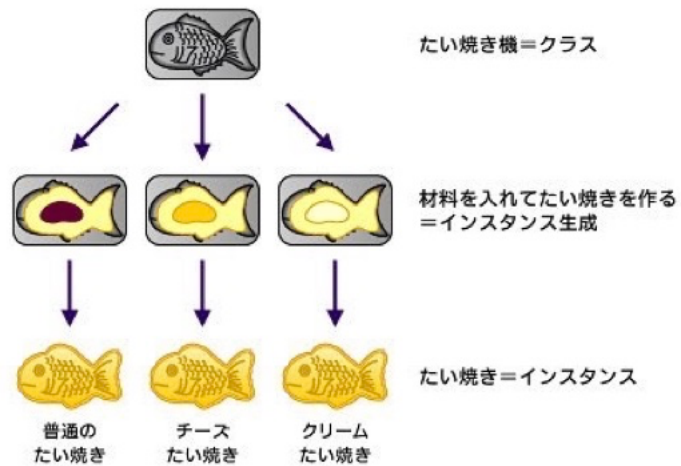 たい焼き機＝クラス
材料を入れてたい焼きを作る
＝インスタンス生成
たい焼き＝インスタンス
普通の
たい焼き
チーズ
たい焼き
クリーム
たい焼き